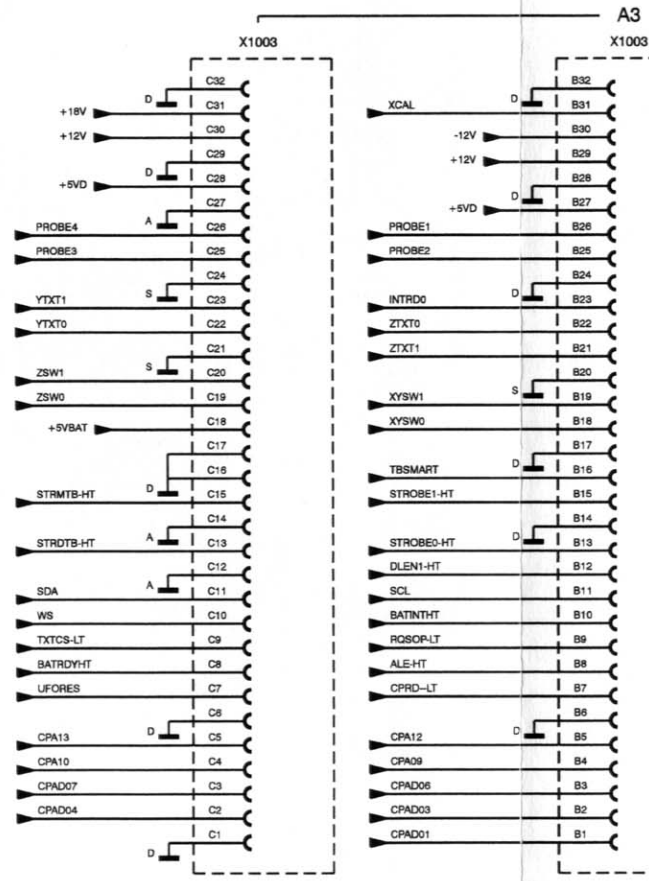 A3
X1003
C32
D
+18V C31
+12V C30
C29
D
+5VD C28
C27
A
PROBE4 C26
PROBE3 C25
C24
S
YTXT1 C23
YTXT0 C22
C21
S
ZSW1 C20
ZSW0 C19
+5VBAT C18
C17
C16
D
STRMTB-HT C15
C14
A
STRDTB-HT C13
C12
A
SDA C11
WS C10
TXTCS-LT C9
BATRDYHT C8
UFORES C7
C6
D
CPA13 C5
CPA10 C4
CPAD07 C3
CPAD04 C2
C1
D
X1003
B32
D
XCAL B31
-12V B30
+12V B29
B28
D
+5VD B27
PROBE1 B26
PROBE2 B25
B24
D
INTRD0 B23
ZTXT0 B22
ZTXT1 B21
B20
S
XYSW1 B19
XYSW0 B18
B17
D
TBSMART B16
STROBE1-HT B15
B14
D
STROBE0-HT B13
DLEN1-HT B12
SCL B11
BATINTHT B10
RQSOP-LT B9
ALE-HT B8
CPRD--LT B7
B6
D
CPA12 B5
CPA09 B4
CPAD06 B3
CPAD03 B2
CPAD01 B1